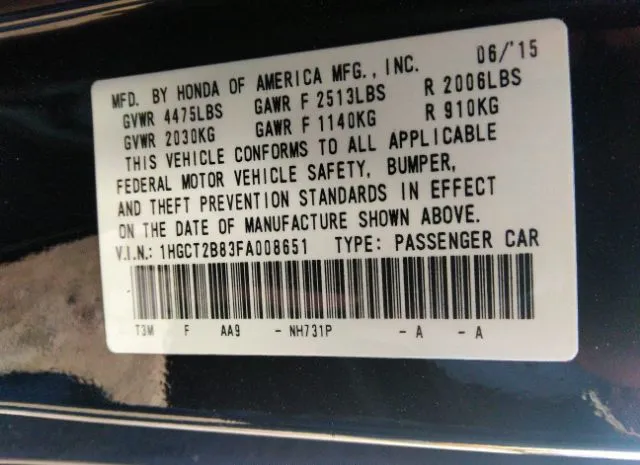 MFD. BY HONDA OF AMERICA MFG., INC. 06/'15
GVWR 4475LBS GAWR F 2513LBS R 2006LBS
GVWR 2030KG GAWR F 1140KG R 910KG
THIS VEHICLE CONFORMS TO ALL APPLICABLE
FEDERAL MOTOR VEHICLE SAFETY, BUMPER,
AND THEFT PREVENTION STANDARDS IN EFFECT
ON THE DATE OF MANUFACTURE SHOWN ABOVE.
V.I.N.: 1HGCT2B83FA008651 TYPE: PASSENGER CAR
T3M F AA9 - NH731P - A - A